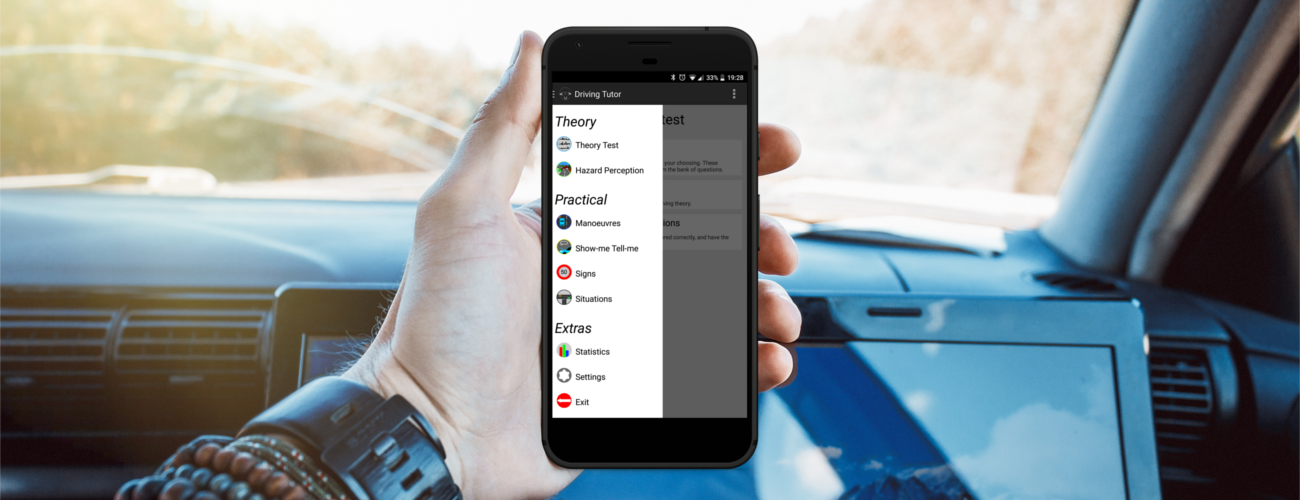 33% 19:28
Driving Tutor
Theory
test
Theory Test
your choosing. These
the bank of questions.
Hazard Perception
Practical
ning theory.
Manoeuvres
ions
red correctly, and have the
Show-me Tell-me
50
Signs
Situations
Extras
Statistics
Settings
Exit